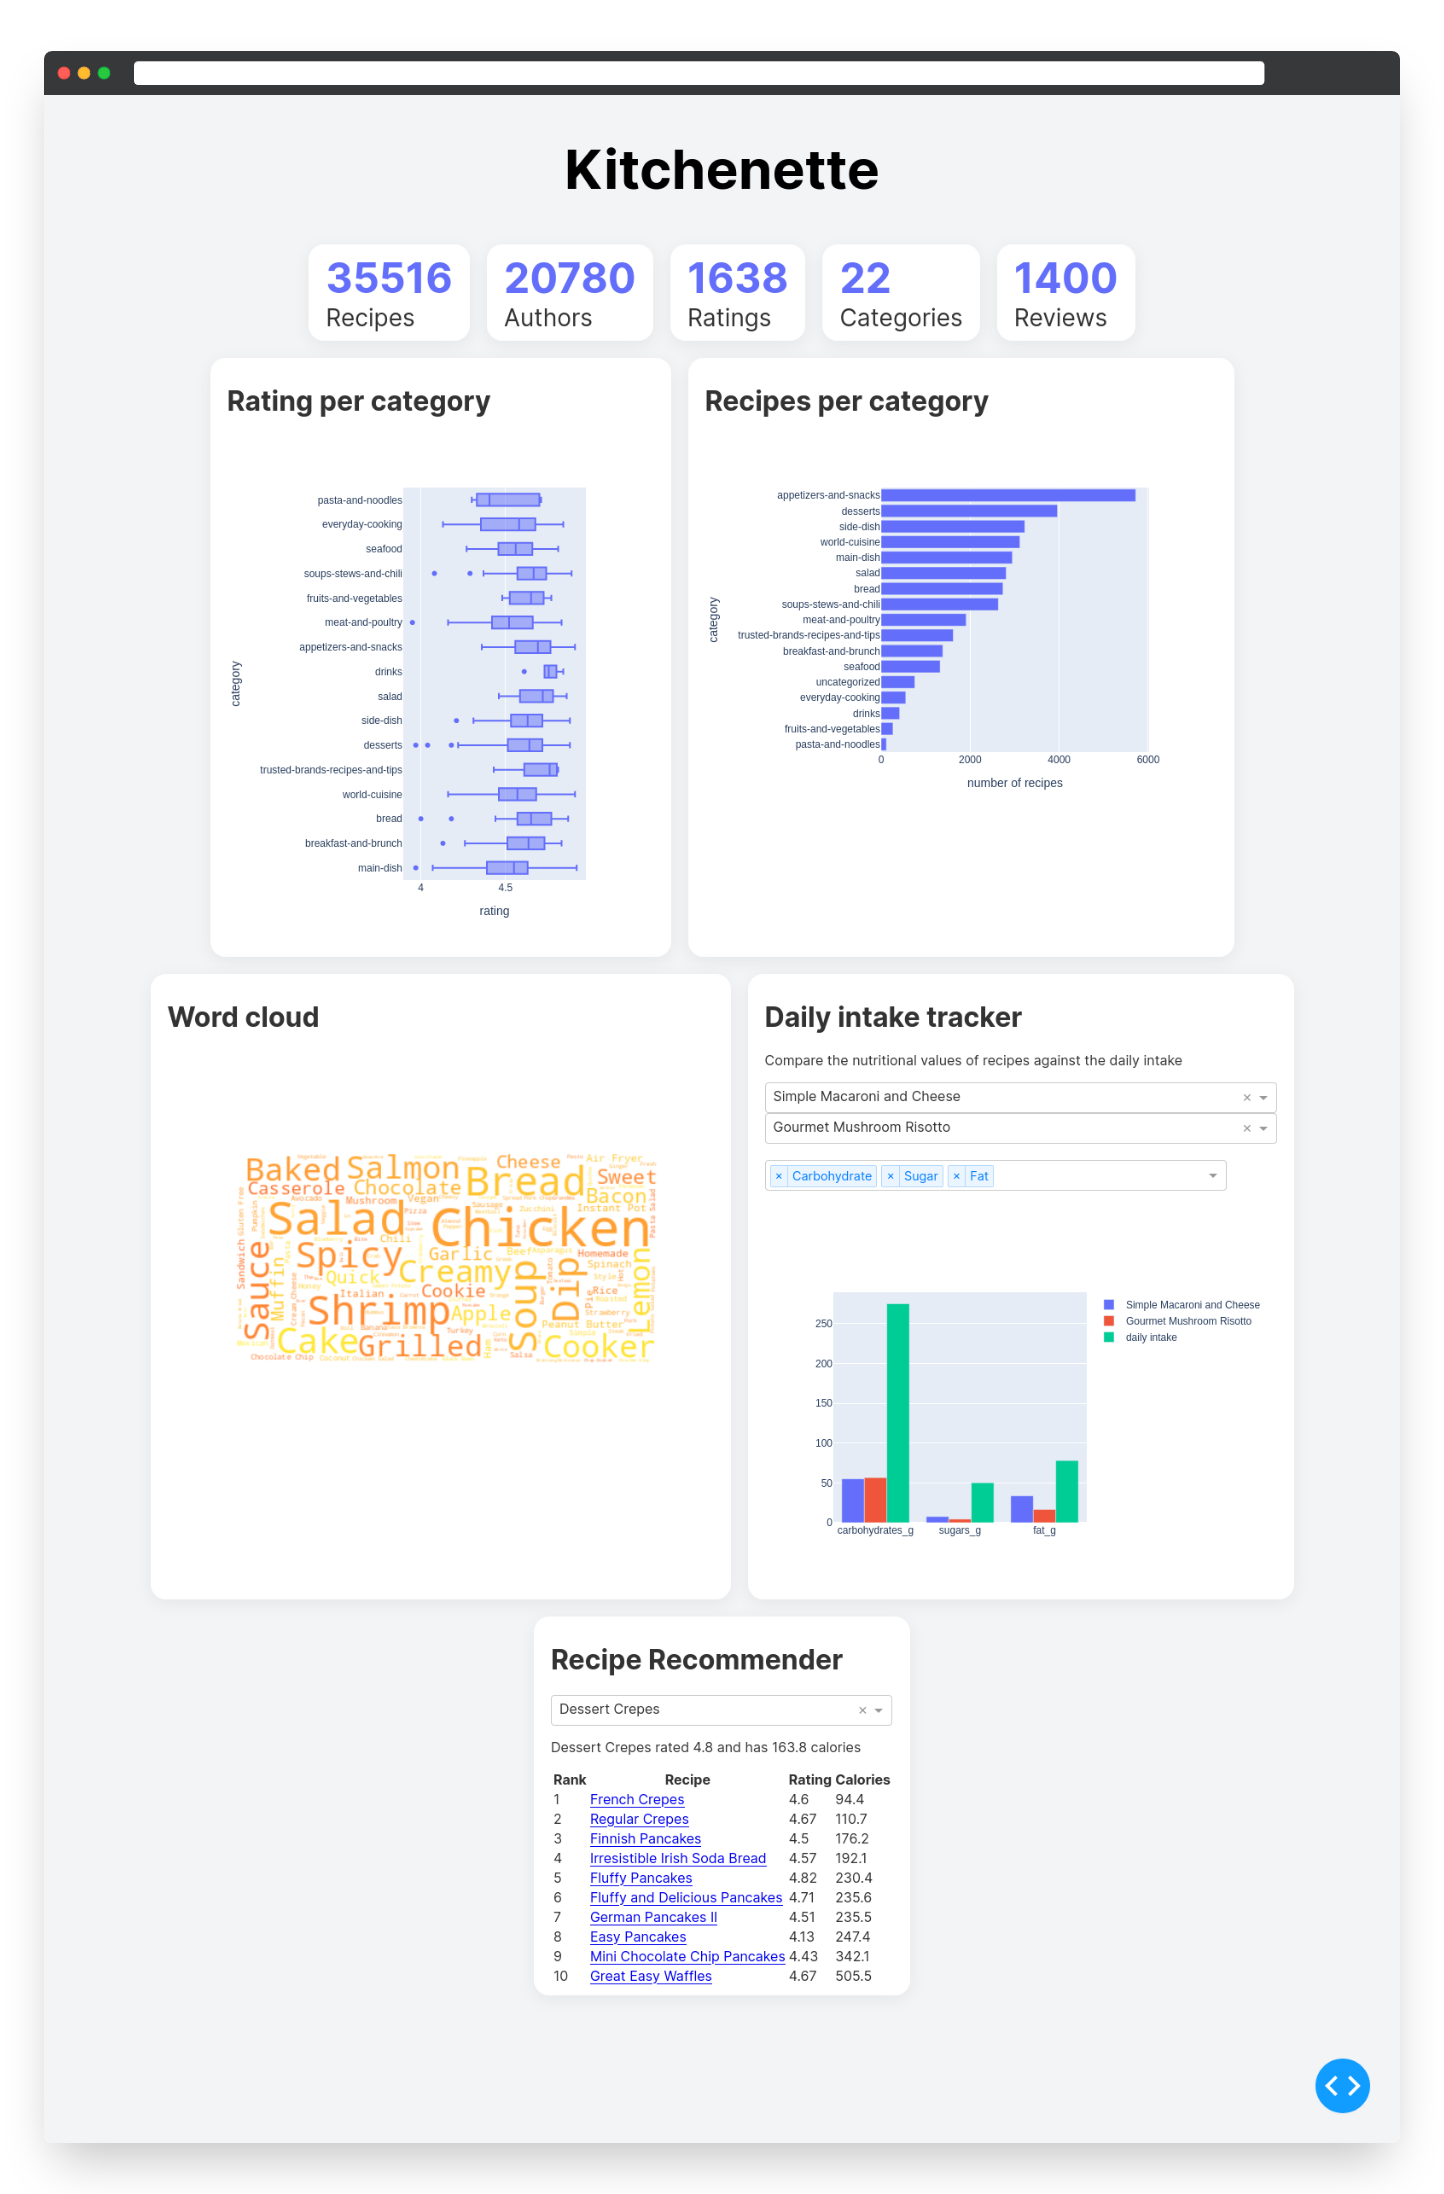 Kitchenette
35516
Recipes
20780
Authors
1638
Ratings
22
Categories
1400
Reviews
Rating per category
category
pasta-and-noodles
everyday-cooking
seafood
soups-stews-and-chili
fruits-and-vegetables
meat-and-poultry
appetizers-and-snacks
drinks
salad
side-dish
desserts
trusted-brands-recipes-and-tips
world-cuisine
bread
breakfast-and-brunch
main-dish
4 4.5
rating
Recipes per category
category
appetizers-and-snacks
desserts
side-dish
world-cuisine
main-dish
salad
bread
soups-stews-and-chili
meat-and-poultry
trusted-brands-recipes-and-tips
breakfast-and-brunch
seafood
uncategorized
everyday-cooking
drinks
fruits-and-vegetables
pasta-and-noodles
0 2000 4000 6000
number of recipes
Word cloud
Baked
Salmon
Bread
Cheese
Air Fryer
Sweet
Casserole
Chocolate
Bacon
Mushroom
Vegan
Instant Pot
Pizza
Zucchini
Salad
Chicken
Chili
Spicy
Garlic
Beef
Homemade
Spinach
Creamy
Quick
Cookie
Italian
Rice
Style
Sauce
Muffin
Sandwich
Gluten Free
Pumpkin
Cream Cheese
Soup
Dip
Pie
Lemon
Pasta Salad
Shrimp
Apple
Strawberry
Banana
Turkey
Peanut Butter
Cake
Grilled
Ham
Cooker
Chocolate Chip
Salsa
Daily intake tracker
Compare the nutritional values of recipes against the daily intake
Simple Macaroni and Cheese
Gourmet Mushroom Risotto
× Carbohydrate × Sugar × Fat
250
200
150
100
50
0
carbohydrates_g sugars_g fat_g
Simple Macaroni and Cheese
Gourmet Mushroom Risotto
daily intake
Recipe Recommender
Dessert Crepes
Dessert Crepes rated 4.8 and has 163.8 calories
Rank Recipe Rating Calories
1 French Crepes 4.6 94.4
2 Regular Crepes 4.67 110.7
3 Finnish Pancakes 4.5 176.2
4 Irresistible Irish Soda Bread 4.57 192.1
5 Fluffy Pancakes 4.82 230.4
6 Fluffy and Delicious Pancakes 4.71 235.6
7 German Pancakes II 4.51 235.5
8 Easy Pancakes 4.13 247.4
9 Mini Chocolate Chip Pancakes 4.43 342.1
10 Great Easy Waffles 4.67 505.5